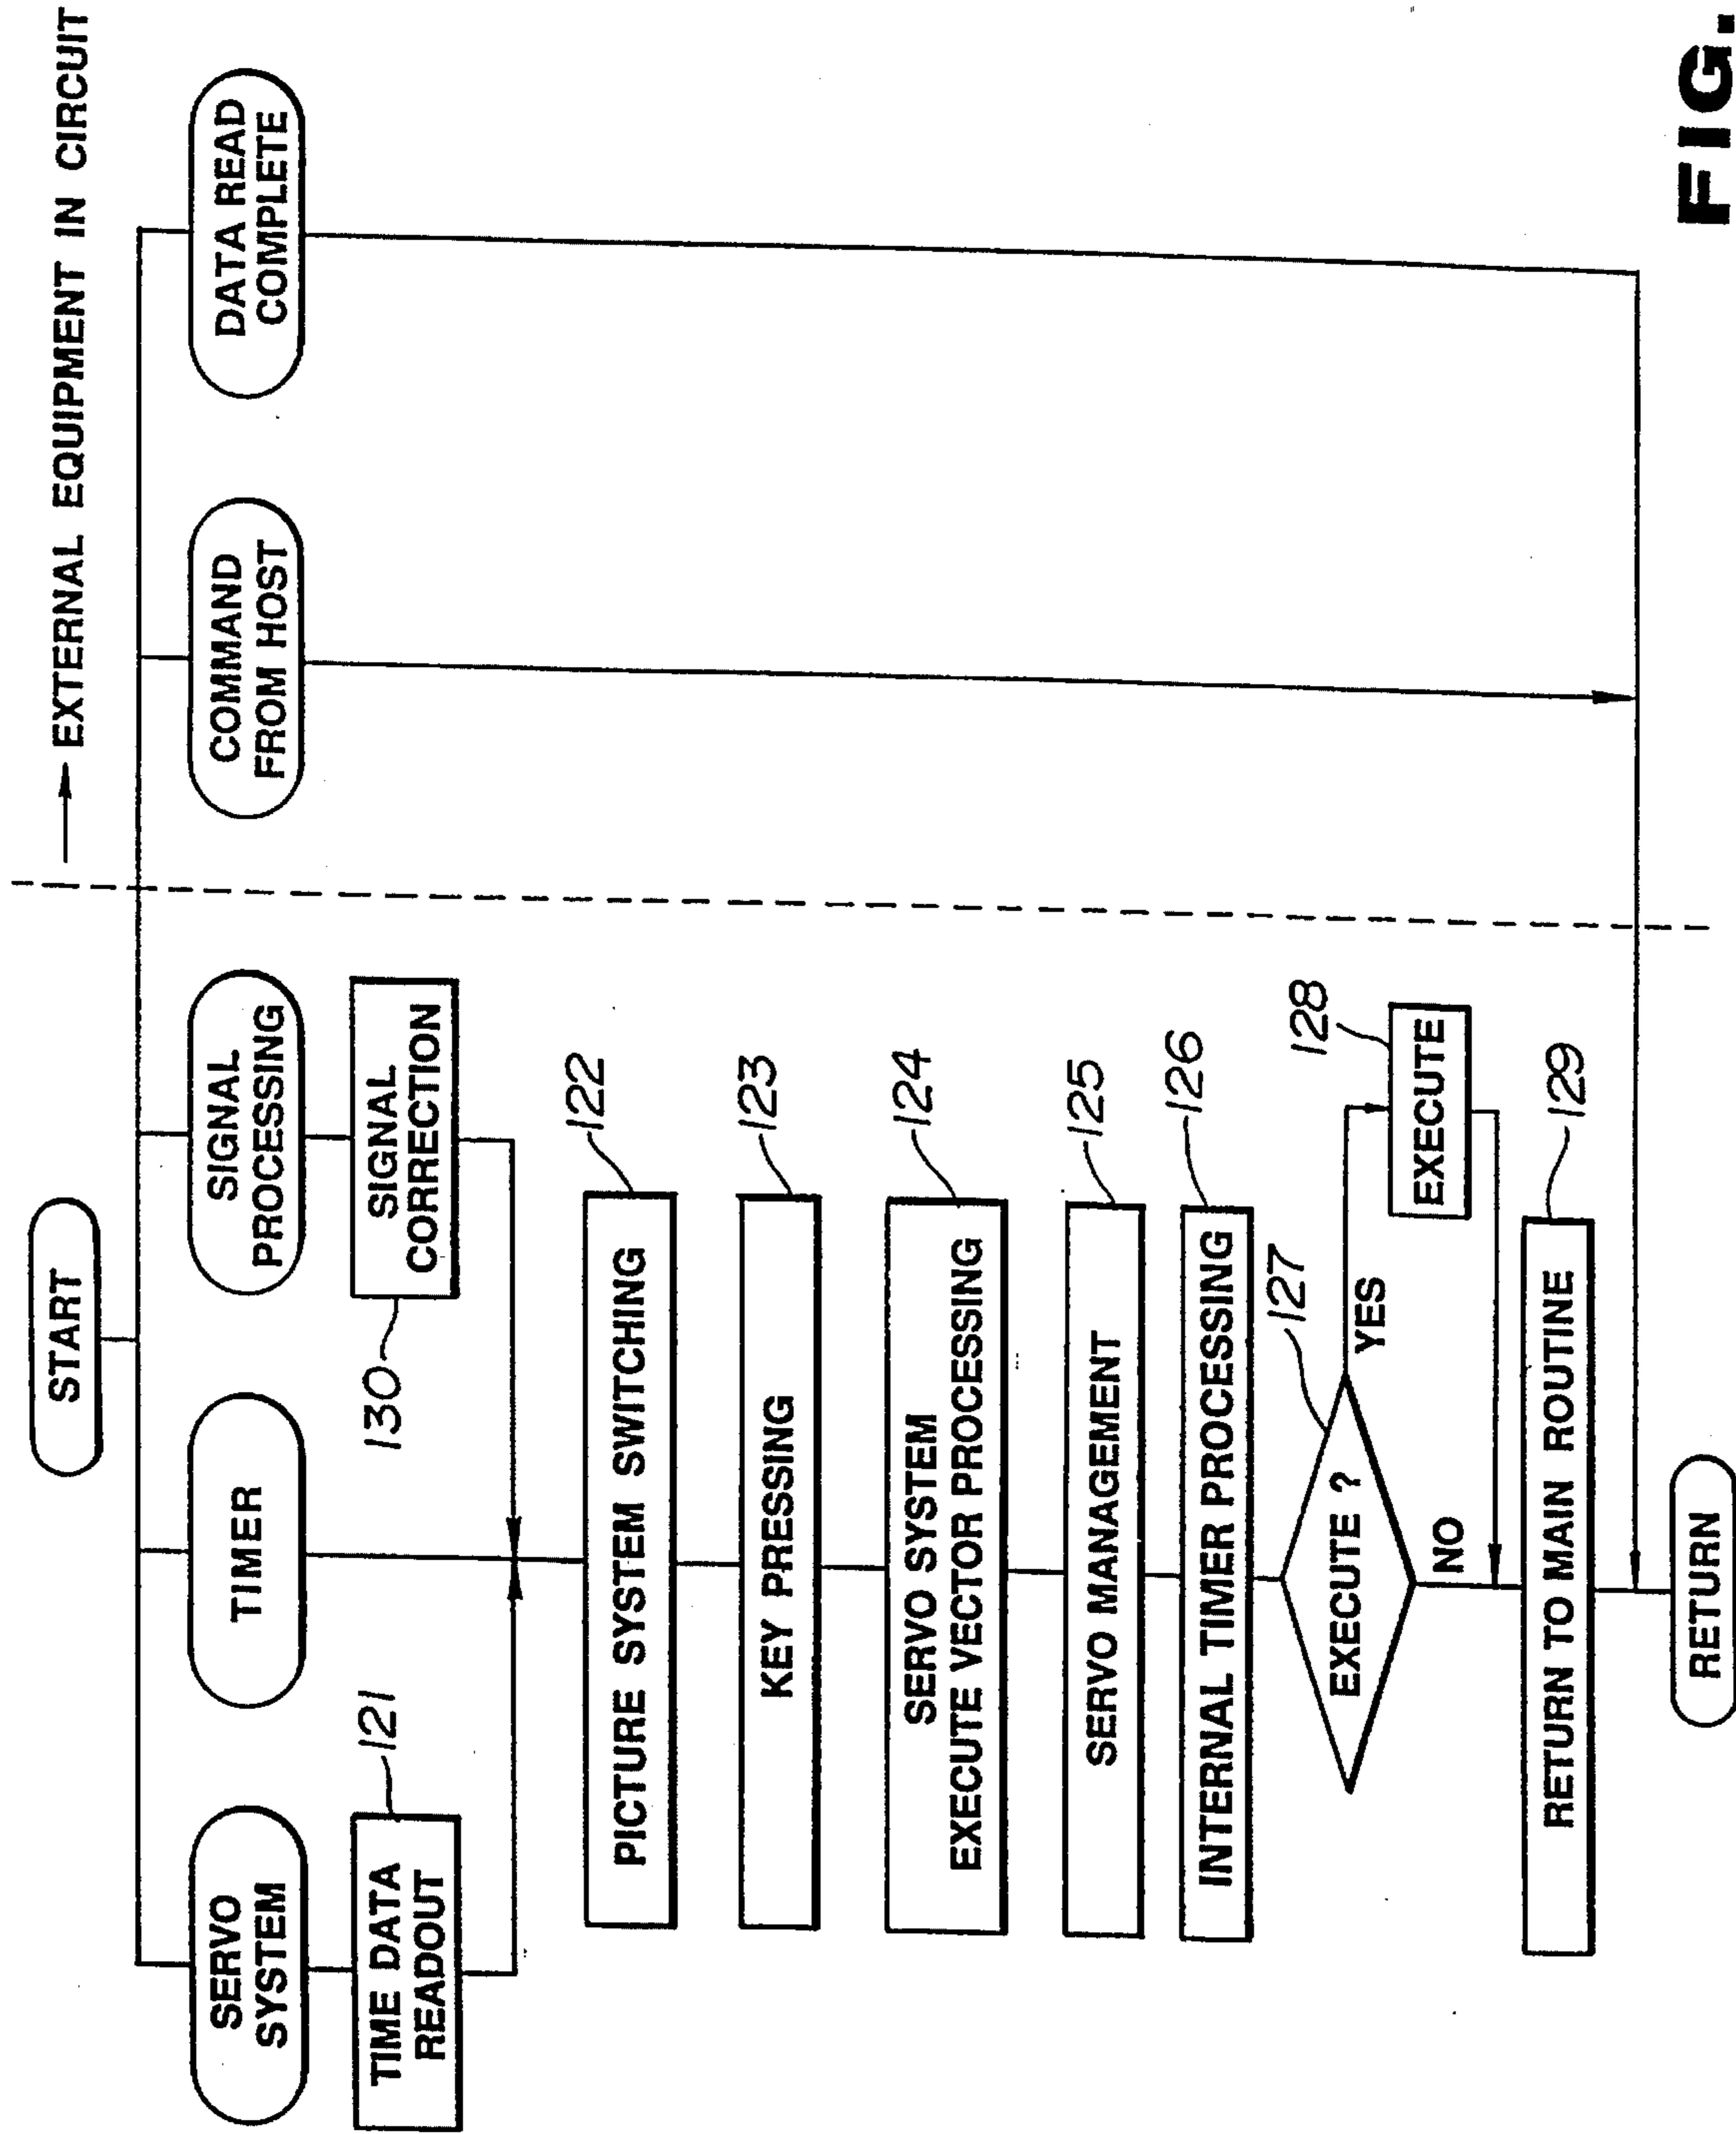 EXTERNAL EQUIPMENT IN CIRCUIT
START
SERVO
SYSTEM
TIMER
SIGNAL
PROCESSING
COMMAND
FROM HOST
DATA READ
COMPLETE
TIME DATA
READOUT
121
130
SIGNAL
CORRECTION
PICTURE SYSTEM SWITCHING
122
KEY PRESSING
123
SERVO SYSTEM
EXECUTE VECTOR PROCESSING
124
SERVO MANAGEMENT
125
INTERNAL TIMER PROCESSING
126
EXECUTE ?
127
YES
NO
EXECUTE
128
RETURN TO MAIN ROUTINE
129
RETURN
FIG.